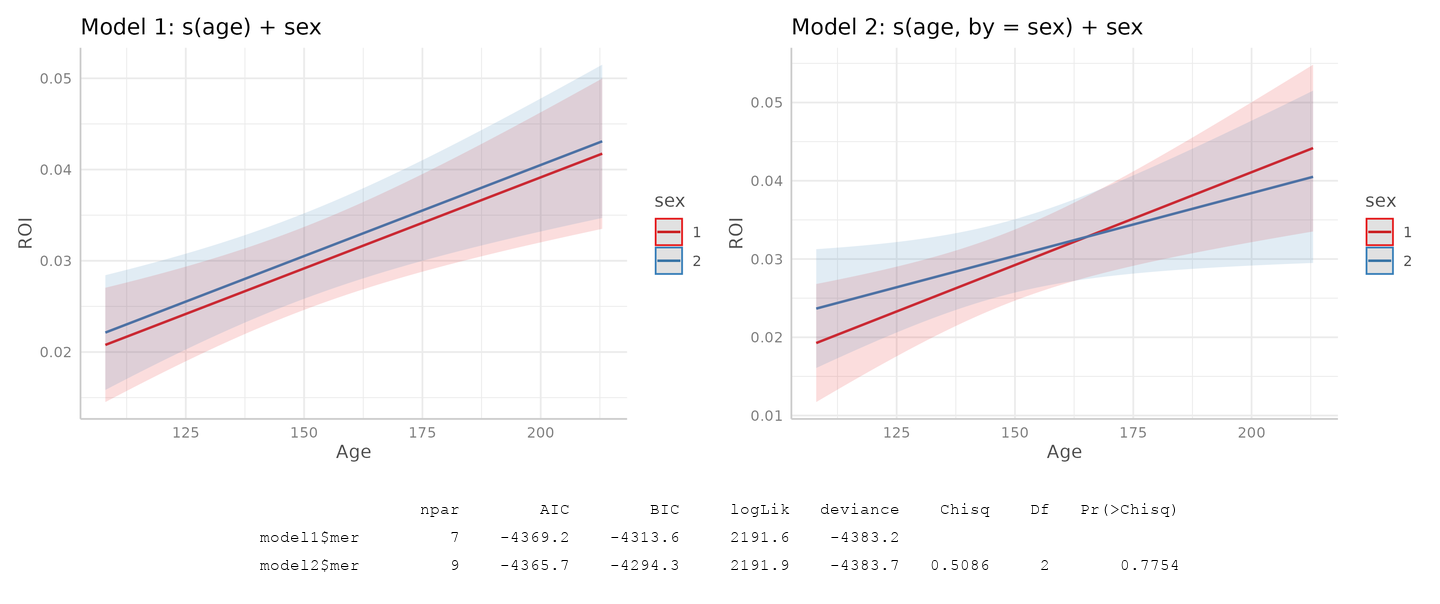 Model 1: s(age) + sex
0.05
0.04
0.03
0.02
ROI
125 150 175 200
Age
sex
1
2
Model 2: s(age, by = sex) + sex
0.05
0.04
0.03
0.02
0.01
ROI
125 150 175 200
Age
sex
1
2
npar AIC BIC logLik deviance Chisq Df Pr(>Chisq)
model1$mer 7 -4369.2 -4313.6 2191.6 -4383.2
model2$mer 9 -4365.7 -4294.3 2191.9 -4383.7 0.5086 2 0.7754